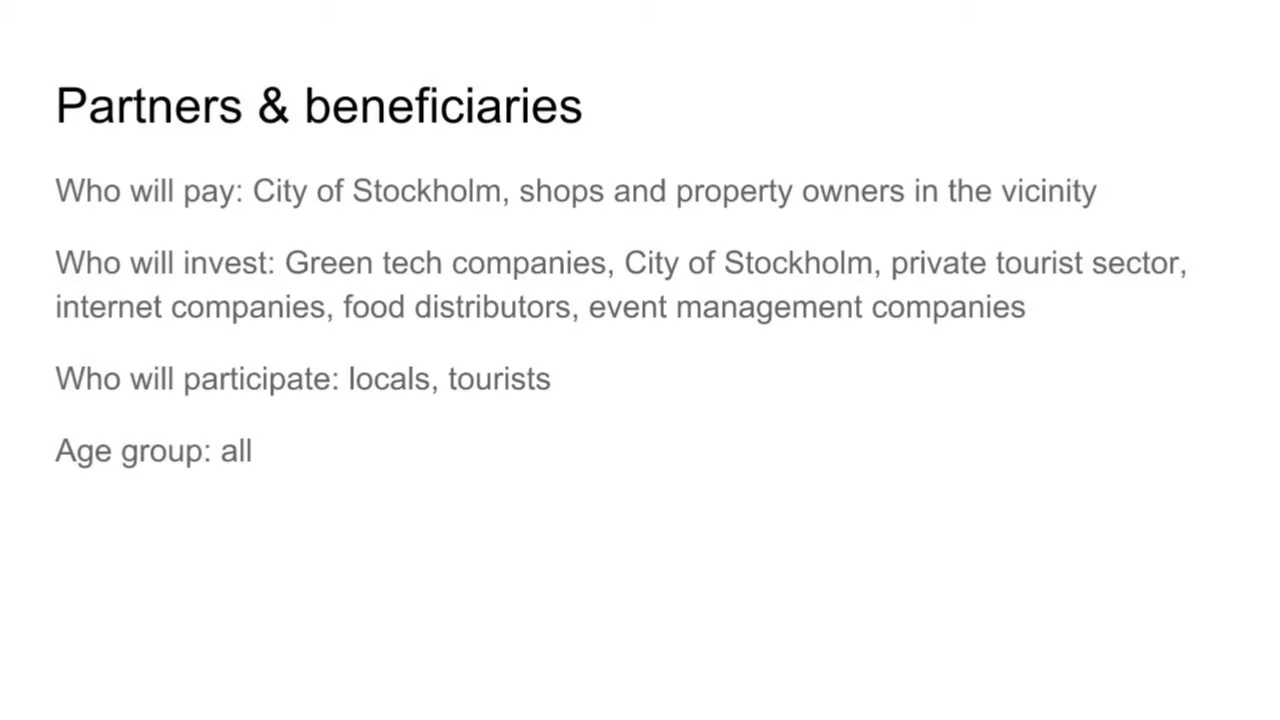 Partners & beneficiaries
Who will pay: City of Stockholm, shops and property owners in the vicinity
Who will invest: Green tech companies, City of Stockholm, private tourist sector,
internet companies, food distributors, event management companies
Who will participate: locals, tourists
Age group: all